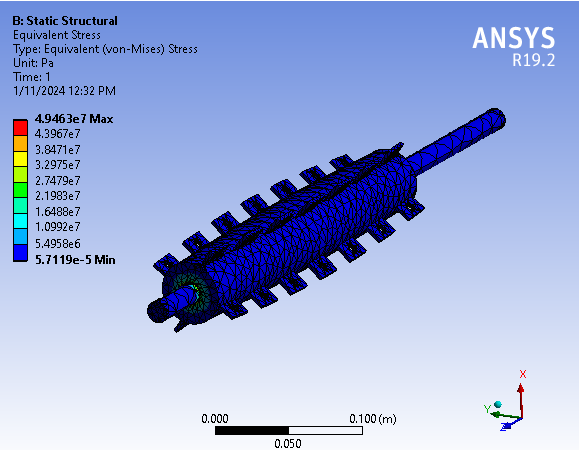 B: Static Structural
Equivalent Stress
Type: Equivalent (von-Mises) Stress
Unit: Pa
Time: 1
1/11/2024 12:32 PM
ANSYS
R19.2
4.9463e7 Max
4.3967e7
3.8471e7
3.2975e7
2.7479e7
2.1983e7
1.6488e7
1.0992e7
5.4958e6
5.7119e-5 Min
0.000
0.100 (m)
0.050
X
Y
Z